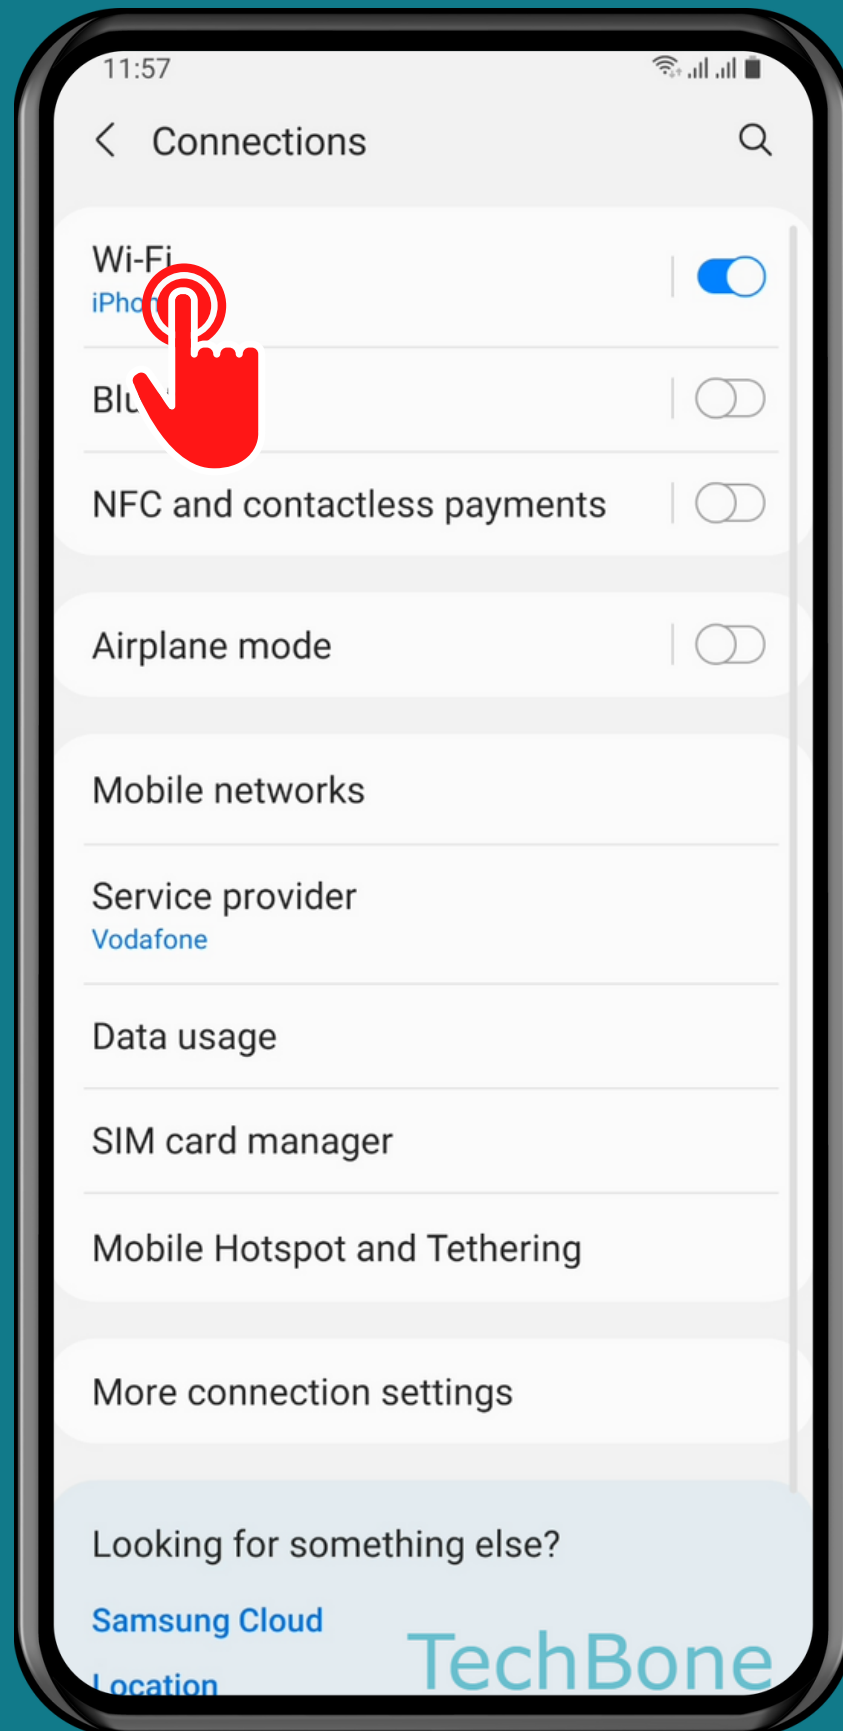 11:57
Connections
Wi-Fi
NFC and contactless payments
Airplane mode
Mobile networks
Service provider
Vodafone
Data usage
SIM card manager
Mobile Hotspot and Tethering
More connection settings
Looking for something else?
Samsung Cloud
Location
TechBone